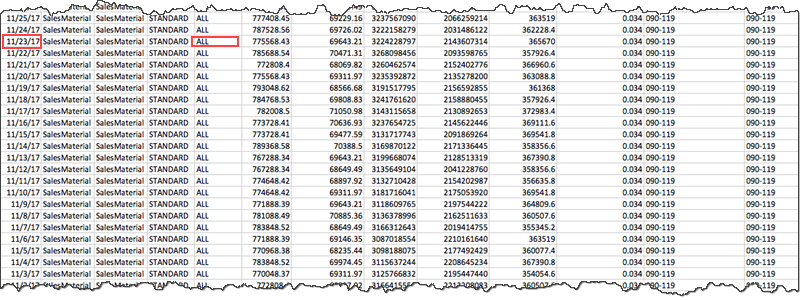 11/25/17 SalesMaterial SalesMaterial STANDARD ALL 777408.45 69229.16 3237567090 2066259214 363519 0.034 090-119 090-119
11/24/17 SalesMaterial SalesMaterial STANDARD ALL 787528.56 69726.02 3222158279 2031486122 362228.4 0.034 090-119 090-119
11/23/17 SalesMaterial SalesMaterial STANDARD ALL 775568.43 69643.21 3224228797 2143607314 365670 0.034 090-119 090-119
11/22/17 SalesMaterial SalesMaterial STANDARD ALL 785688.54 70471.31 3268098456 2093598765 357926.4 0.034 090-119 090-119
11/21/17 SalesMaterial SalesMaterial STANDARD ALL 772808.4 68069.82 3260462574 2152402776 366960.6 0.034 090-119 090-119
11/20/17 SalesMaterial SalesMaterial STANDARD ALL 775568.43 69311.97 3235392872 2135278200 363088.8 0.034 090-119 090-119
11/19/17 SalesMaterial SalesMaterial STANDARD ALL 793048.62 68566.68 3191517795 2156592855 361368 0.034 090-119 090-119
11/18/17 SalesMaterial SalesMaterial STANDARD ALL 784768.53 69808.83 3241761620 2158880455 357926.4 0.034 090-119 090-119
11/17/17 SalesMaterial SalesMaterial STANDARD ALL 782008.5 71050.98 3143115658 2130892653 372983.4 0.034 090-119 090-119
11/16/17 SalesMaterial SalesMaterial STANDARD ALL 773728.41 70636.93 3237654725 2145622446 369111.6 0.034 090-119 090-119
11/15/17 SalesMaterial SalesMaterial STANDARD ALL 773728.41 69477.59 3131717743 2091869264 369541.8 0.034 090-119 090-119
11/14/17 SalesMaterial SalesMaterial STANDARD ALL 789368.58 70388.5 3169870122 2171336445 358356.6 0.034 090-119 090-119
11/13/17 SalesMaterial SalesMaterial STANDARD ALL 767288.34 69643.21 3199668074 2128513319 367390.8 0.034 090-119 090-119
11/12/17 SalesMaterial SalesMaterial STANDARD ALL 767288.34 68649.49 3135649104 2041228760 358356.6 0.034 090-119 090-119
11/11/17 SalesMaterial SalesMaterial STANDARD ALL 774648.42 68897.92 3132710428 2154202987 356635.8 0.034 090-119 090-119
11/10/17 SalesMaterial SalesMaterial STANDARD ALL 774648.42 69311.97 3181716041 2175053920 369541.8 0.034 090-119 090-119
11/9/17 SalesMaterial SalesMaterial STANDARD ALL 771888.39 69643.21 3118609765 2197544222 364809.6 0.034 090-119 090-119
11/8/17 SalesMaterial SalesMaterial STANDARD ALL 781088.49 70885.36 3136378996 2162511633 360507.6 0.034 090-119 090-119
11/7/17 SalesMaterial SalesMaterial STANDARD ALL 783848.52 68649.49 3166312643 2019414755 355345.2 0.034 090-119 090-119
11/6/17 SalesMaterial SalesMaterial STANDARD ALL 771888.39 69146.35 3087018554 2210161640 363519 0.034 090-119 090-119
11/5/17 SalesMaterial SalesMaterial STANDARD ALL 770968.38 68235.44 3098188075 2177492429 360077.4 0.034 090-119 090-119
11/4/17 SalesMaterial SalesMaterial STANDARD ALL 783848.52 69974.45 3115637244 2208645234 367390.8 0.034 090-119 090-119
11/3/17 SalesMaterial SalesMaterial STANDARD ALL 770048.37 69311.97 3125766832 2195447440 354054.6 0.034 090-119 090-119